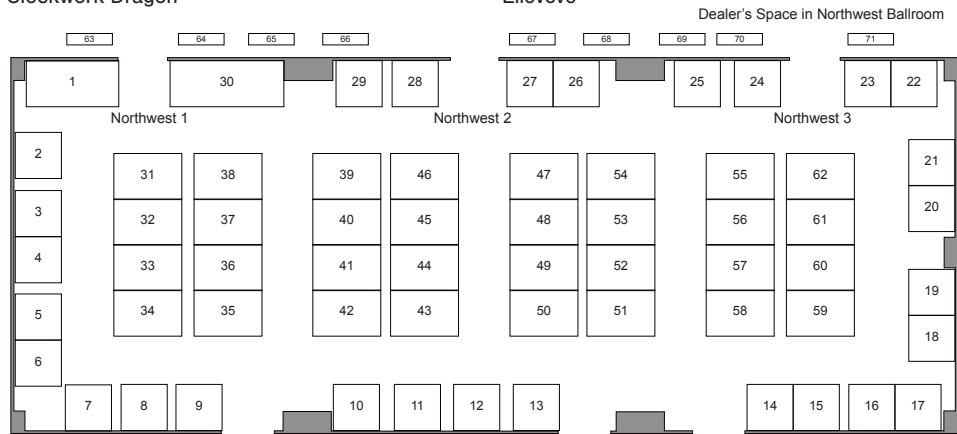 Dealer's Space in Northwest Ballroom
63 64 65 66 67 68 69 70 71
1 30 29 28 27 26 25 24 23 22
Northwest 1 Northwest 2 Northwest 3
2 21
31 38 39 46 47 54 55 62
3 32 37 40 45 48 53 56 61 20
4 33 36 41 44 49 52 57 60 19
5 34 35 42 43 50 51 58 59 18
6
7 8 9 10 11 12 13 14 15 16 17